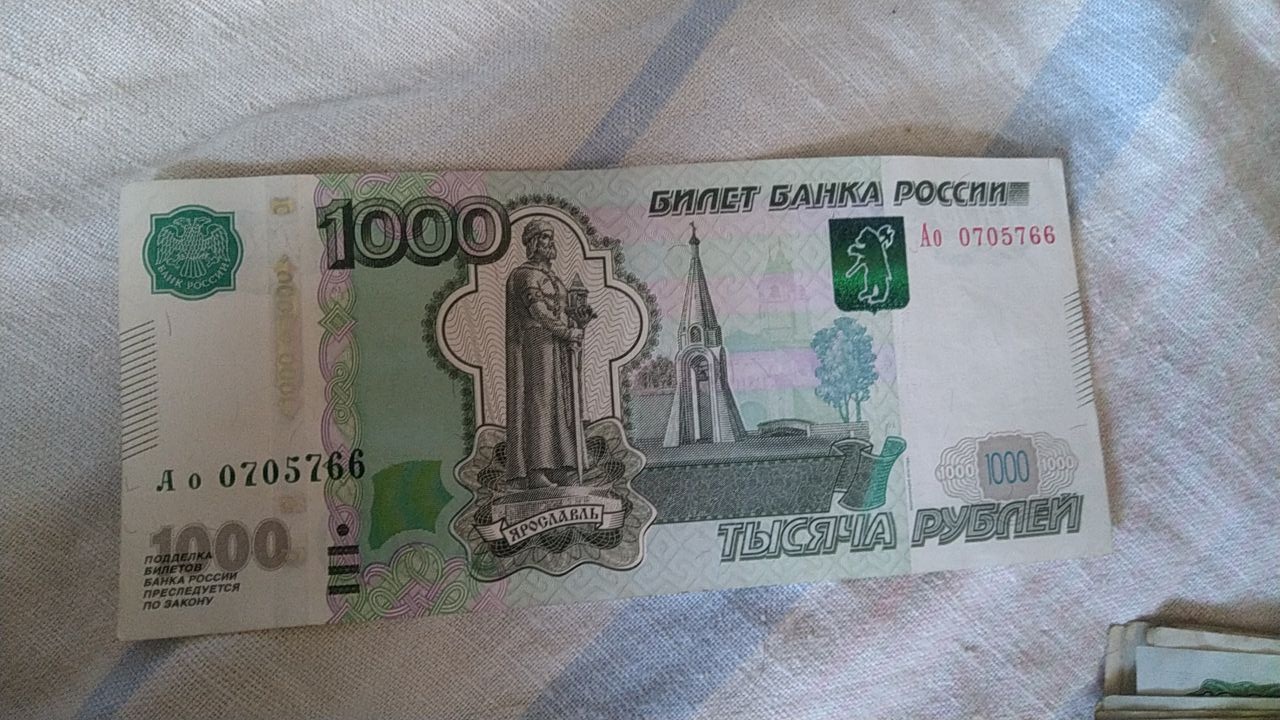 БИЛЕТ БАНКА РОССИИ
1000
Ао 0705766
БАНК РОССИИ
Ао 0705766
1000
1000 1000 1000
ЯРОСЛАВЛЬ
ТЫСЯЧА РУБЛЕЙ
ПОДДЕЛКА
БИЛЕТОВ
БАНКА РОССИИ
ПРЕСЛЕДУЕТСЯ
ПО ЗАКОНУ